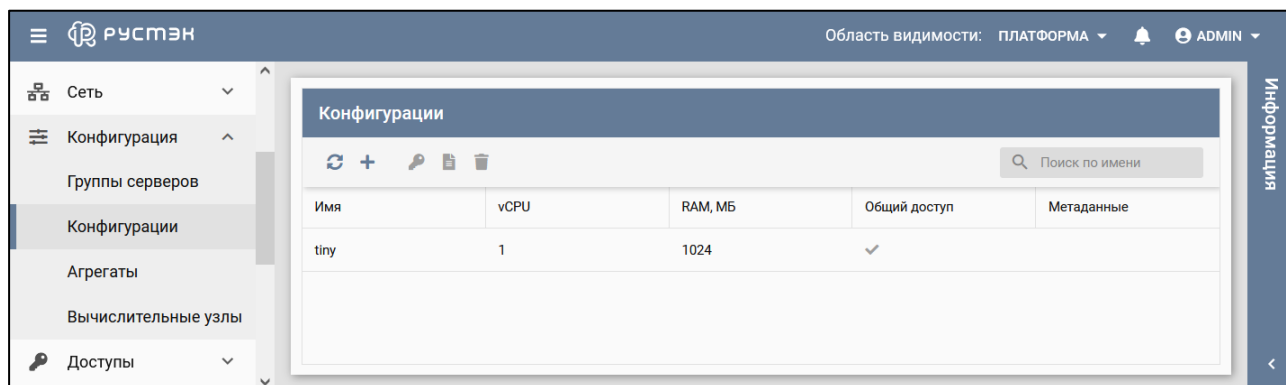 РУСТЭК
Область видимости: ПЛАТФОРМА
ADMIN
Сеть
Конфигурация
Группы серверов
Конфигурации
Агрегаты
Вычислительные узлы
Доступы
Конфигурации
Поиск по имени
Имя vCPU RAM, МБ Общий доступ Метаданные
tiny 1 1024
Информация